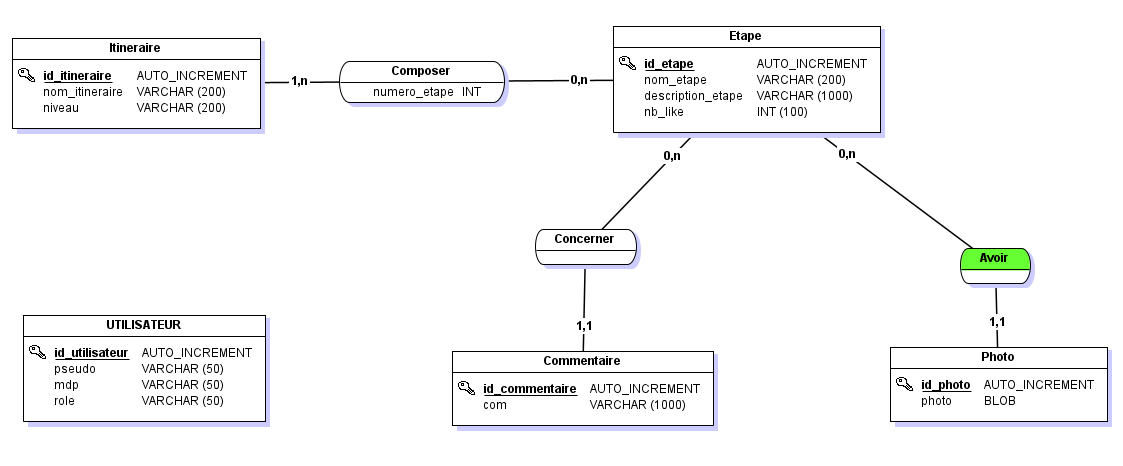 Itineraire
id_itineraire AUTO_INCREMENT
nom_itineraire VARCHAR (200)
niveau VARCHAR (200)
1,n
Composer
numero_etape INT
0,n
Etape
id_etape AUTO_INCREMENT
nom_etape VARCHAR (200)
description_etape VARCHAR (1000)
nb_like INT (100)
0,n
0,n
Concerner
Avoir
1,1
1,1
UTILISATEUR
id_utilisateur AUTO_INCREMENT
pseudo VARCHAR (50)
mdp VARCHAR (50)
role VARCHAR (50)
Commentaire
id_commentaire AUTO_INCREMENT
com VARCHAR (1000)
Photo
id_photo AUTO_INCREMENT
photo BLOB